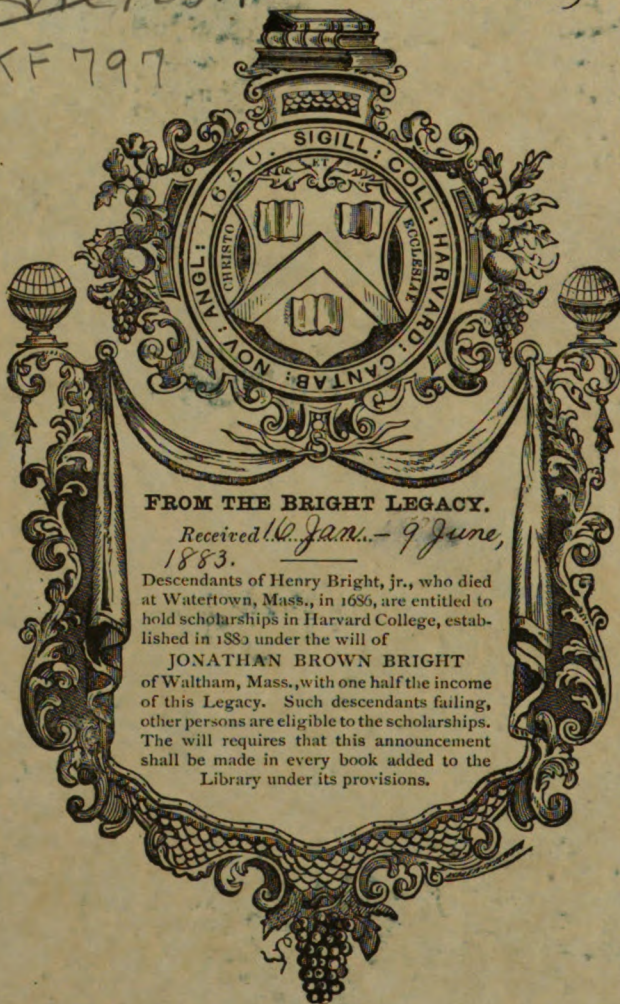 KF 797
SIGILL: COLL: HARVARD: CANTAB: NOV: ANGL: 1650.
ET
CHRISTO
ECCLESIAE
FROM THE BRIGHT LEGACY.
Received 16 Jan. - 9 June,
1883.
Descendants of Henry Bright, jr., who died
at Watertown, Mass., in 1686, are entitled to
hold scholarships in Harvard College, estab-
lished in 1880 under the will of
JONATHAN BROWN BRIGHT
of Waltham, Mass., with one half the income
of this Legacy. Such descendants failing,
other persons are eligible to the scholarships.
The will requires that this announcement
shall be made in every book added to the
Library under its provisions.